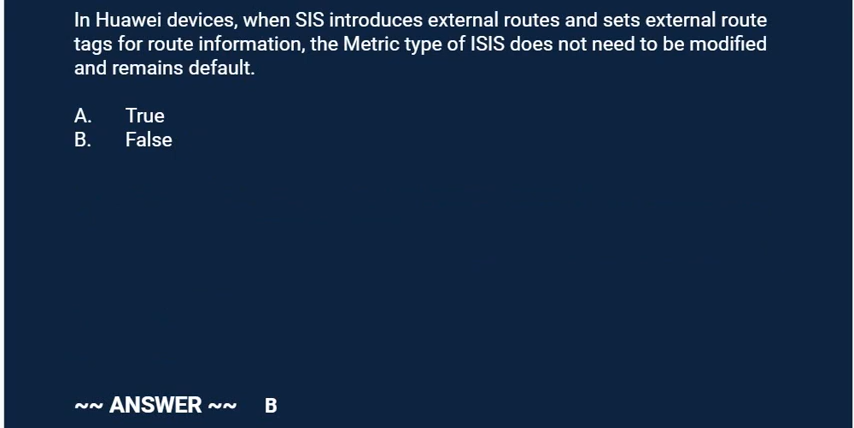 In Huawei devices, when SIS introduces external routes and sets external route
tags for route information, the Metric type of ISIS does not need to be modified
and remains default.
A. True
B. False
~~ ANSWER ~~ B